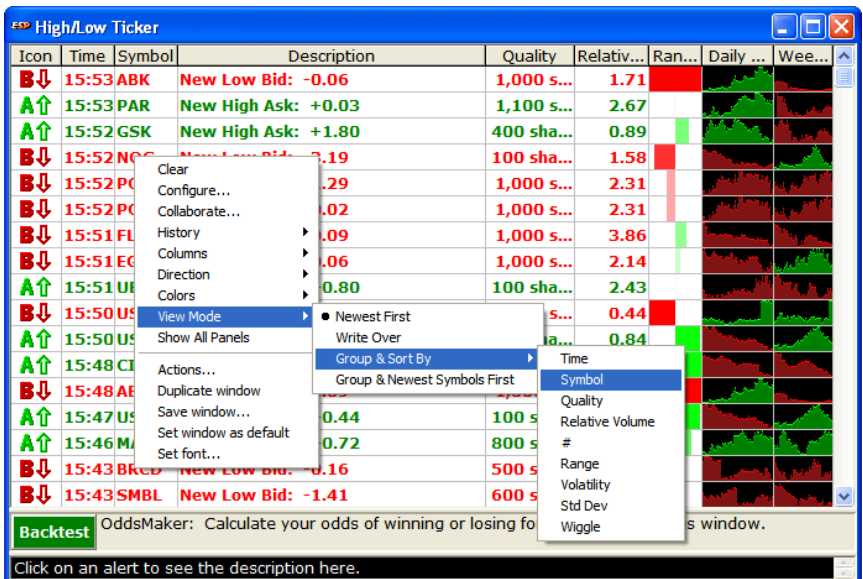 High/Low Ticker
Icon Time Symbol Description Quality Relativ... Ran... Daily ... Wee...
B 15:53 ABK New Low Bid: -0.06 1,000 s... 1.71
A 15:53 PAR New High Ask: +0.03 1,100 s... 2.67
A 15:52 GSK New High Ask: +1.80 400 sha... 0.89
B 15:52 .19 100 sha... 1.58
B 15:52 .29 1,000 s... 2.31
B 15:52 .02 1,000 s... 2.31
B 15:51 FL .09 1,000 s... 3.86
B 15:51 .06 1,000 s... 2.14
A 15:51 0.80 100 sha... 2.43
B 15:50 US s... 0.44
A 15:50 US 0.84
A 15:48 CI
B 15:48
A 15:47 US 0.44 100 s
A 15:46 0.72 800 s
B 15:43 BRCD New Low Bid: -0.16 500 s
B 15:43 SMBL New Low Bid: -1.41 600 s
Clear
Configure...
Collaborate...
History
Columns
Direction
Colors
View Mode
Show All Panels
Actions...
Duplicate window
Save window...
Set window as default
Set font...
Newest First
Write Over
Group & Sort By
Group & Newest Symbols First
Time
Symbol
Quality
Relative Volume
#
Range
Volatility
Std Dev
Wiggle
Backtest OddsMaker: Calculate your odds of winning or losing fo s window.
Click on an alert to see the description here.